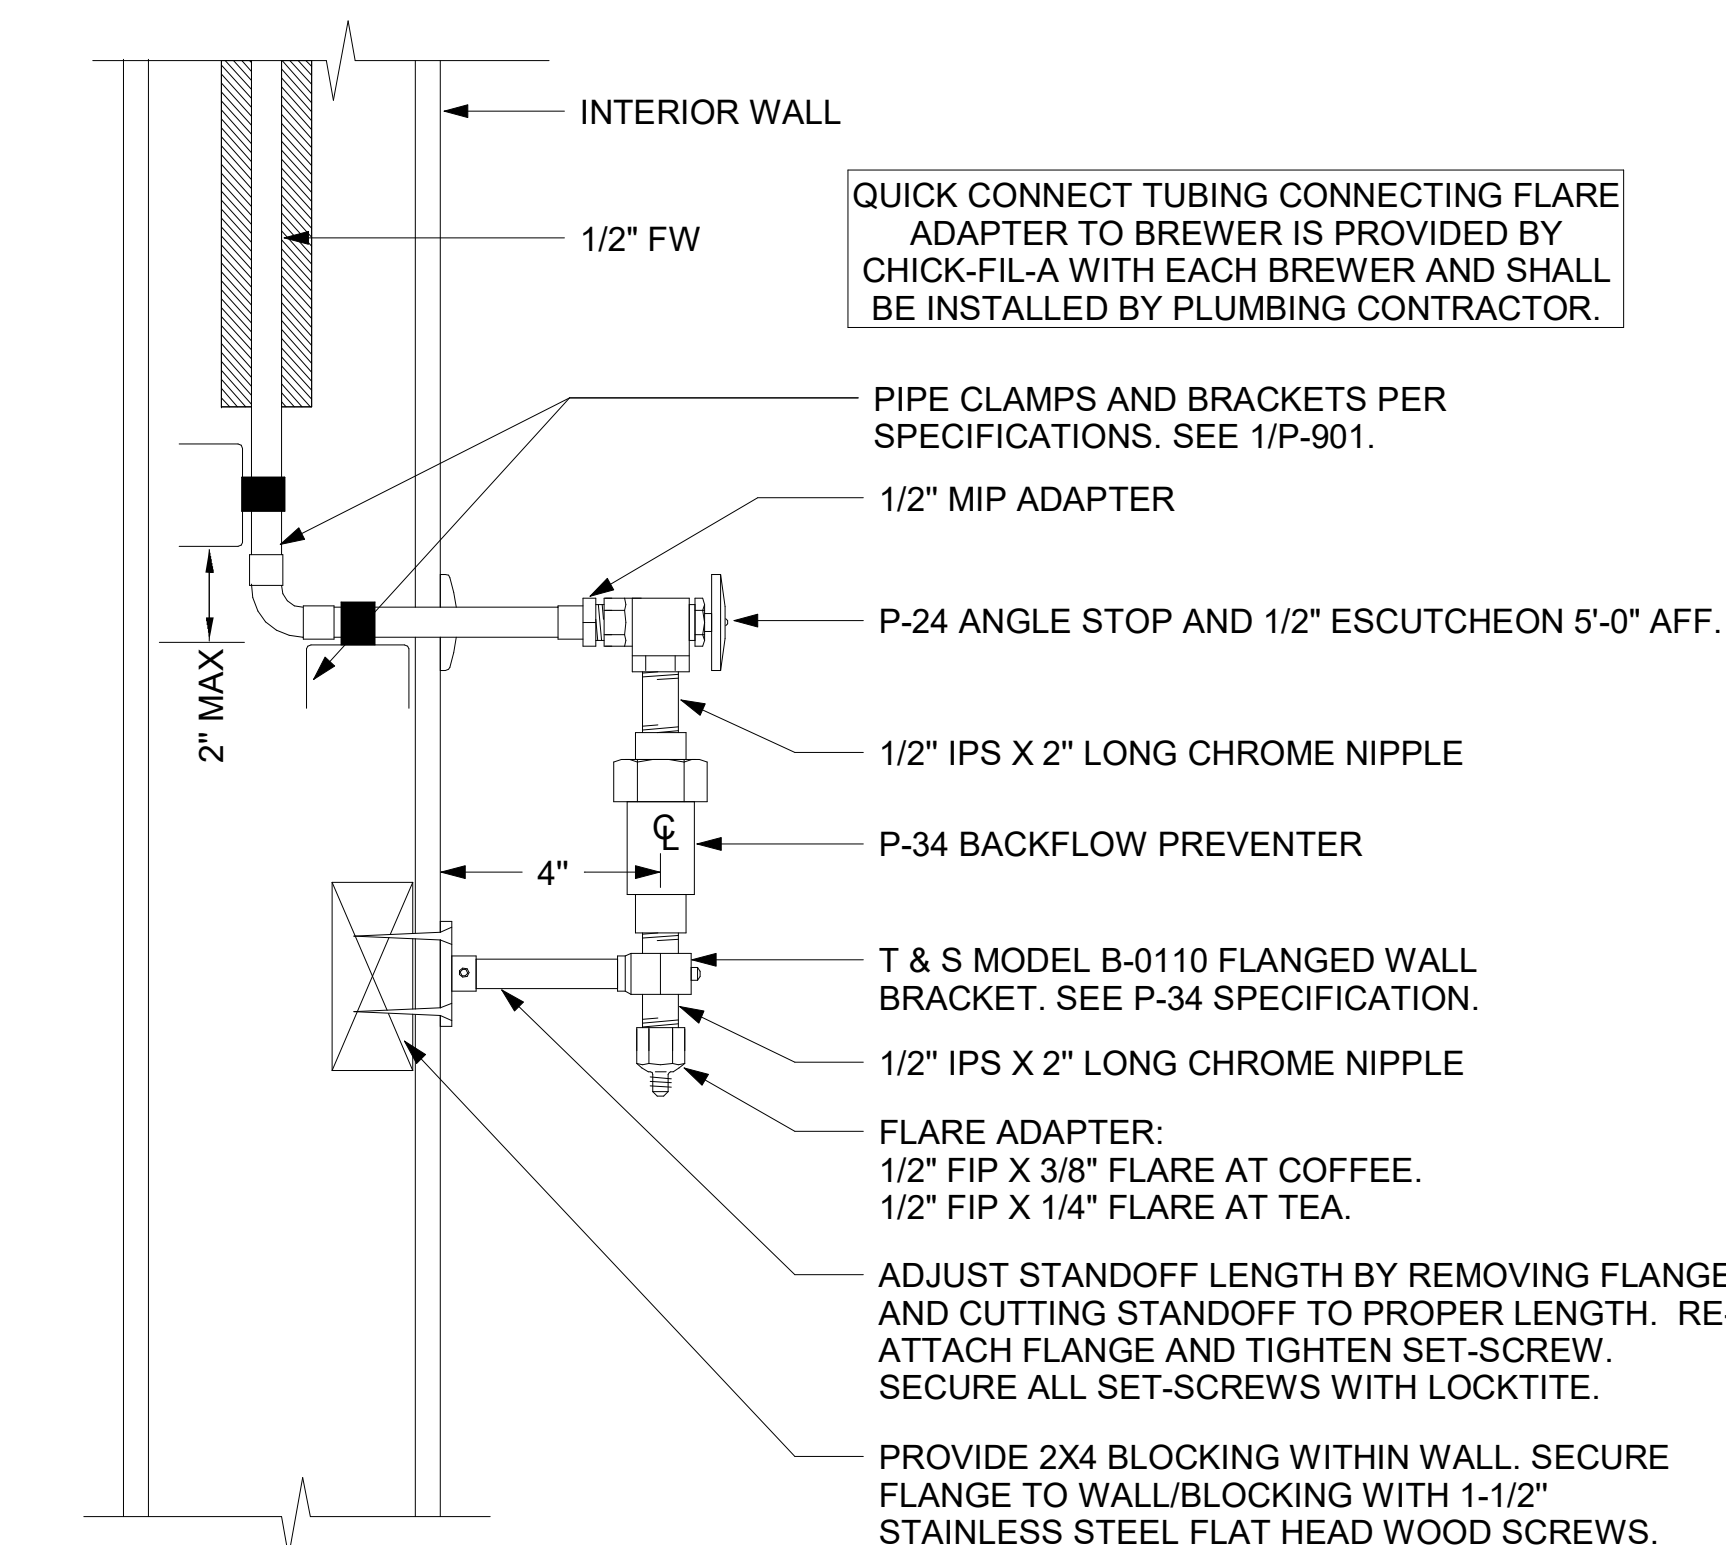 INTERIOR WALL
1/2" FW
QUICK CONNECT TUBING CONNECTING FLARE
ADAPTER TO BREWER IS PROVIDED BY
CHICK-FIL-A WITH EACH BREWER AND SHALL
BE INSTALLED BY PLUMBING CONTRACTOR.
PIPE CLAMPS AND BRACKETS PER
SPECIFICATIONS. SEE 1/P-901.
1/2" MIP ADAPTER
P-24 ANGLE STOP AND 1/2" ESCUTCHEON 5'-0" AFF.
2" MAX
1/2" IPS X 2" LONG CHROME NIPPLE
℄
P-34 BACKFLOW PREVENTER
4"
T & S MODEL B-0110 FLANGED WALL
BRACKET. SEE P-34 SPECIFICATION.
1/2" IPS X 2" LONG CHROME NIPPLE
FLARE ADAPTER:
1/2" FIP X 3/8" FLARE AT COFFEE.
1/2" FIP X 1/4" FLARE AT TEA.
ADJUST STANDOFF LENGTH BY REMOVING FLANGE
AND CUTTING STANDOFF TO PROPER LENGTH. RE-
ATTACH FLANGE AND TIGHTEN SET-SCREW.
SECURE ALL SET-SCREWS WITH LOCKTITE.
PROVIDE 2X4 BLOCKING WITHIN WALL. SECURE
FLANGE TO WALL/BLOCKING WITH 1-1/2"
STAINLESS STEEL FLAT HEAD WOOD SCREWS.